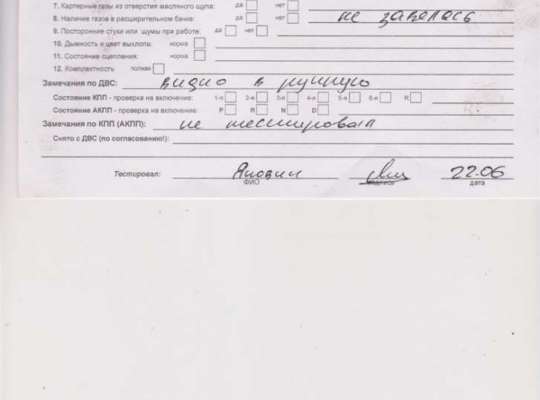 7. Картерные газы из отверстия масляного щупа: да нет
8. Наличие газов в расширительном бачке: да нет не завелась
9. Посторонние стуки или шумы при работе: да нет
10. Дымность и цвет выхлопа: норма
11. Состояние сцепления: норма
12. Комплектность полная
Замечания по ДВС: видио в ручную
Состояние КПП - проверка на включение: 1-я 2-я 3-я 4-я 5-я 6-я R
Состояние АКПП - проверка на включение: P R N D
Замечания по КПП (АКПП): не тестировал
Снято с ДВС (по согласованию!):
Тестировал: 22.06
ФИО подпись дата